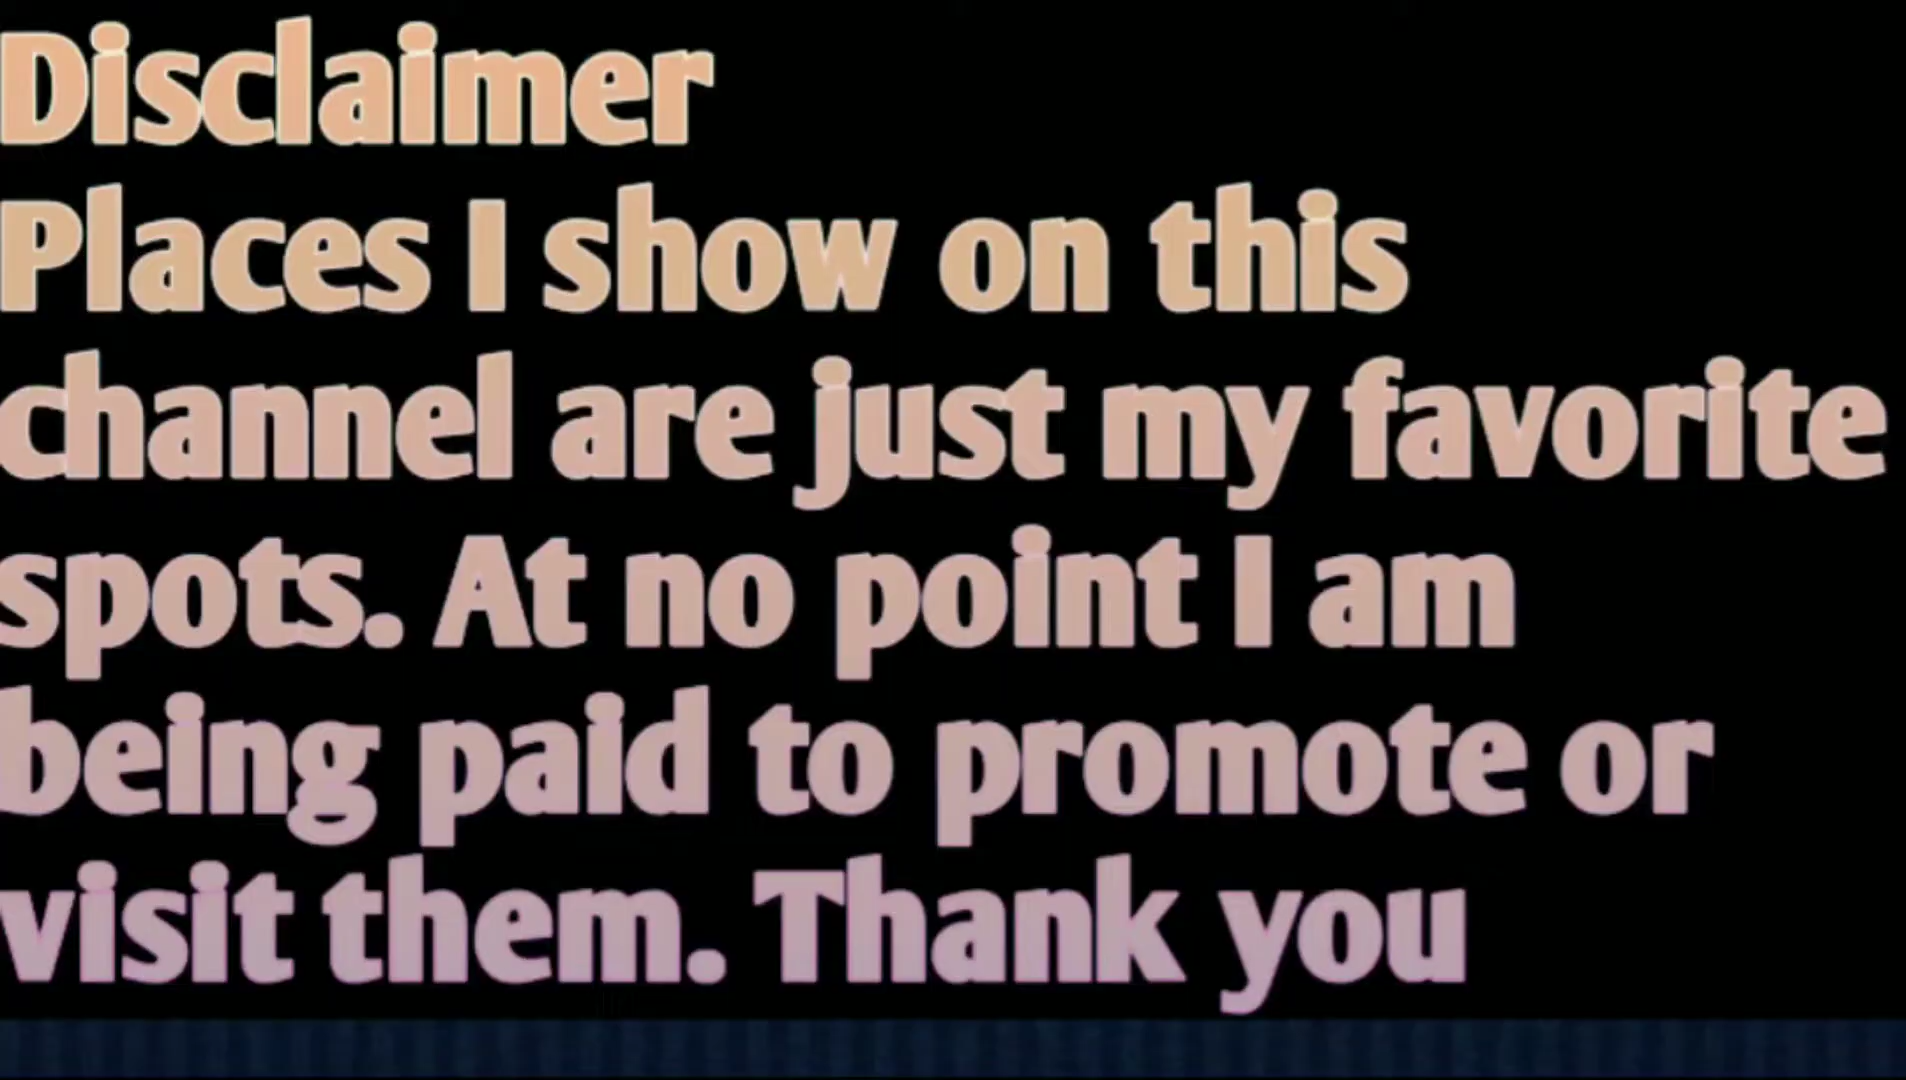 Disclaimer
Places I show on this
channel are just my favorite
spots. At no point I am
being paid to promote or
visit them. Thank you